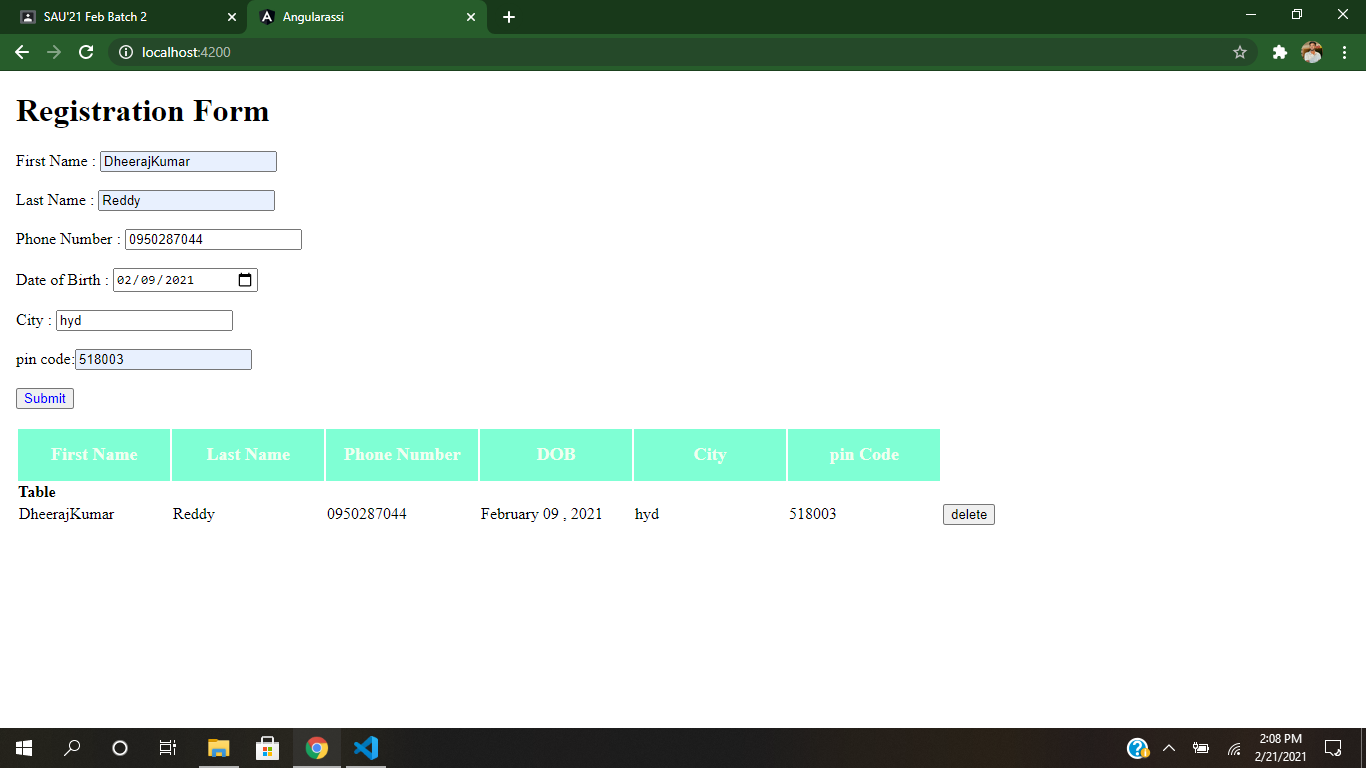 SAU'21 Feb Batch 2
Angularassi
localhost:4200
Registration Form
First Name : DheerajKumar
Last Name : Reddy
Phone Number : 0950287044
Date of Birth : 02/09/2021
City : hyd
pin code:518003
Submit
First Name Last Name Phone Number DOB City pin Code
Table
DheerajKumar Reddy 0950287044 February 09 , 2021 hyd 518003 delete
2:08 PM
2/21/2021